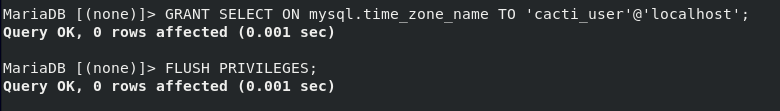 MariaDB [(none)]> GRANT SELECT ON mysql.time_zone_name TO 'cacti_user'@'localhost';
Query OK, 0 rows affected (0.001 sec)
MariaDB [(none)]> FLUSH PRIVILEGES;
Query OK, 0 rows affected (0.001 sec)